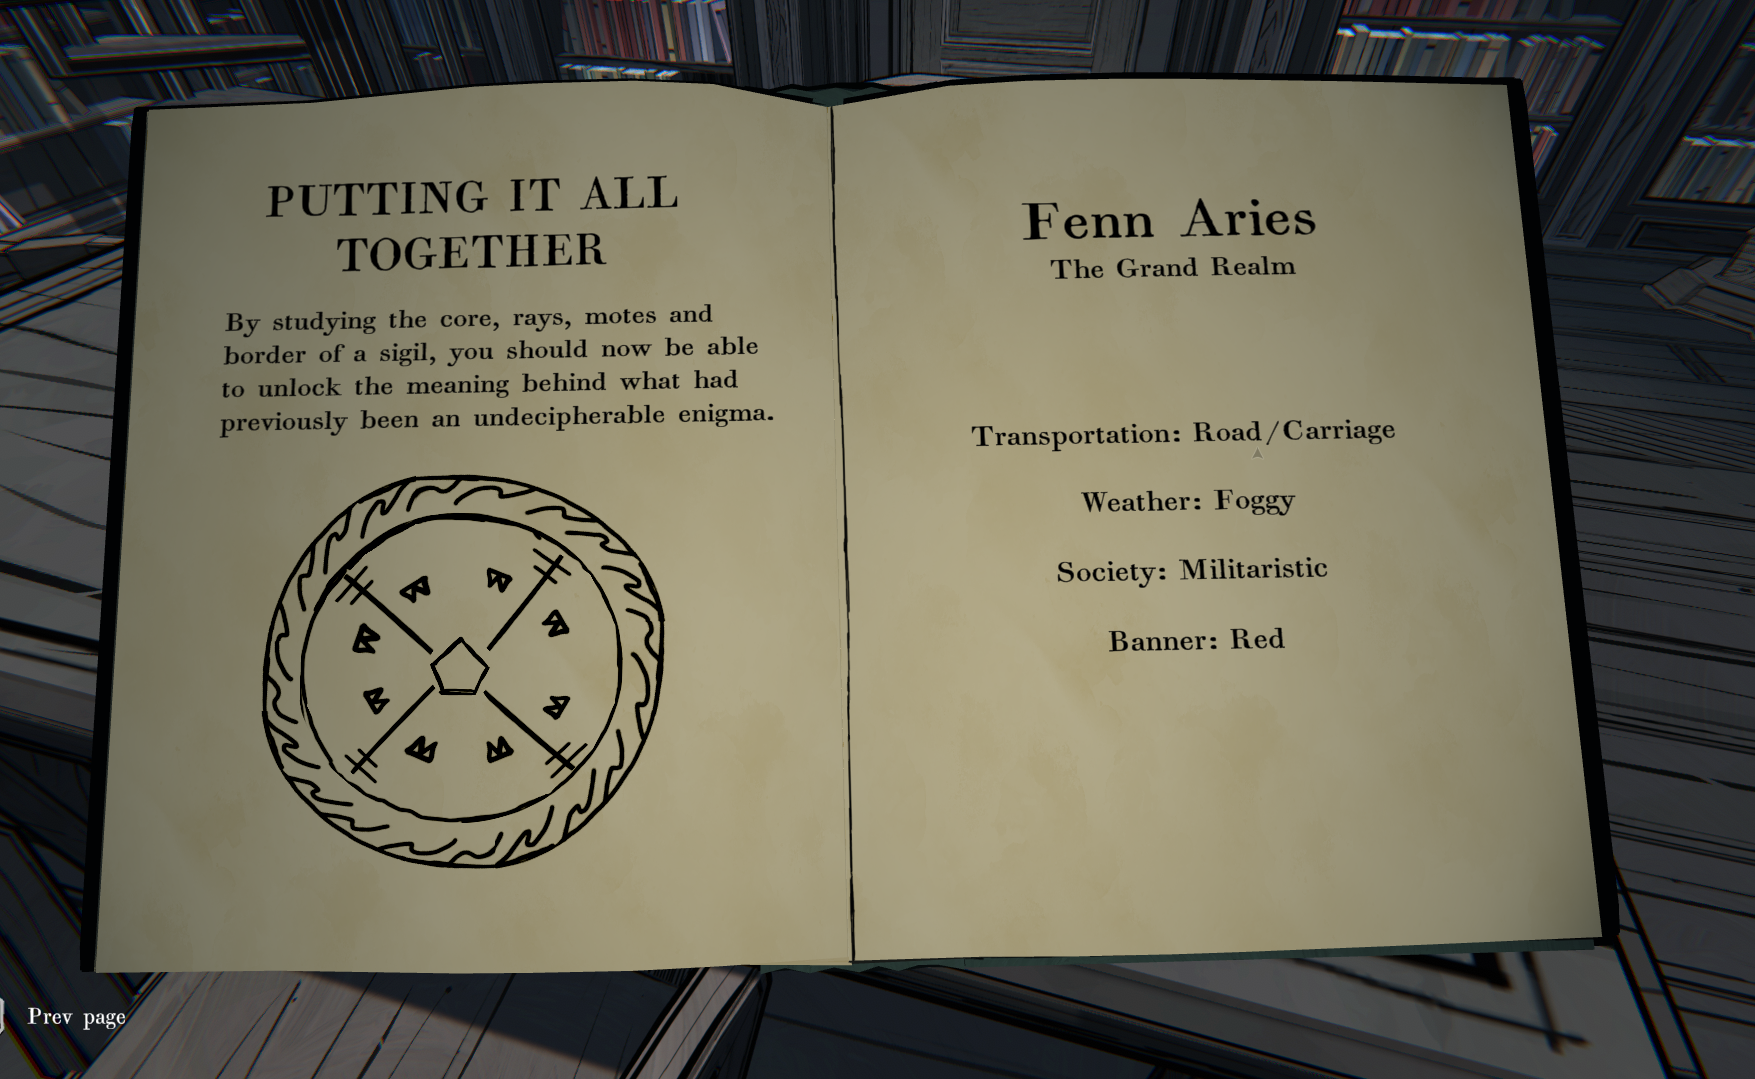 PUTTING IT ALL
TOGETHER
By studying the core, rays, motes and
border of a sigil, you should now be able
to unlock the meaning behind what had
previously been an undecipherable enigma.
Fenn Aries
The Grand Realm
Transportation: Road/Carriage
Weather: Foggy
Society: Militaristic
Banner: Red
Prev page